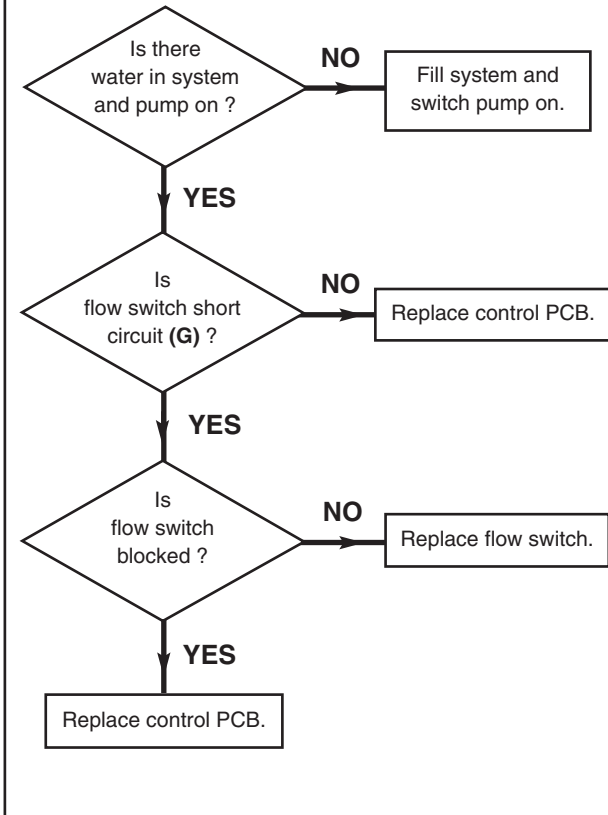 Is there
water in system
and pump on ?
NO
Fill system and
switch pump on.
YES
Is
flow switch short
circuit (G) ?
NO
Replace control PCB.
YES
Is
flow switch
blocked ?
NO
Replace flow switch.
YES
Replace control PCB.